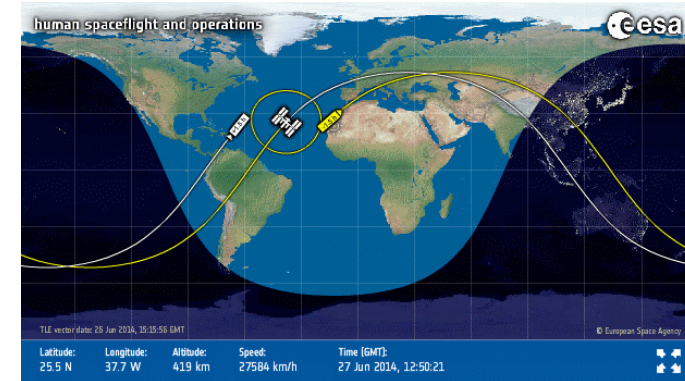 human spaceflight and operations
esa
TLE vector date: 26 Jun 2014, 15:15:56 GMT
© European Space Agency
Latitude: Longitude: Altitude: Speed: Time (GMT):
25.5 N 37.7 W 419 km 27584 km/h 27 Jun 2014, 12:50:21